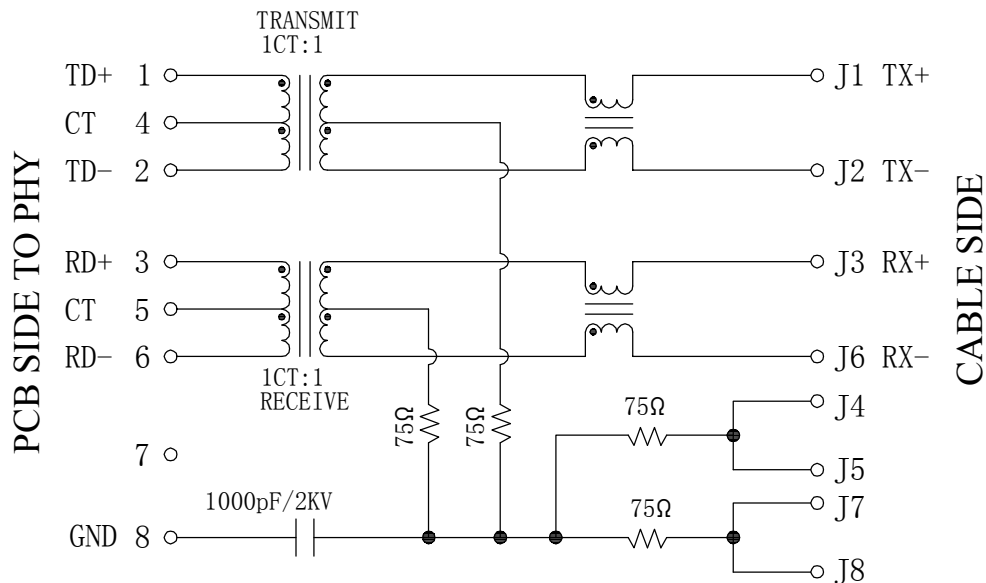 TRANSMIT
1CT:1
TD+ 1
CT 4
TD- 2
J1 TX+
J2 TX-
PCB SIDE TO PHY
CABLE SIDE
RD+ 3
CT 5
RD- 6
J3 RX+
J6 RX-
1CT:1
RECEIVE
75Ω
75Ω
75Ω
J4
J5
7
1000pF/2KV
GND 8
75Ω
J7
J8